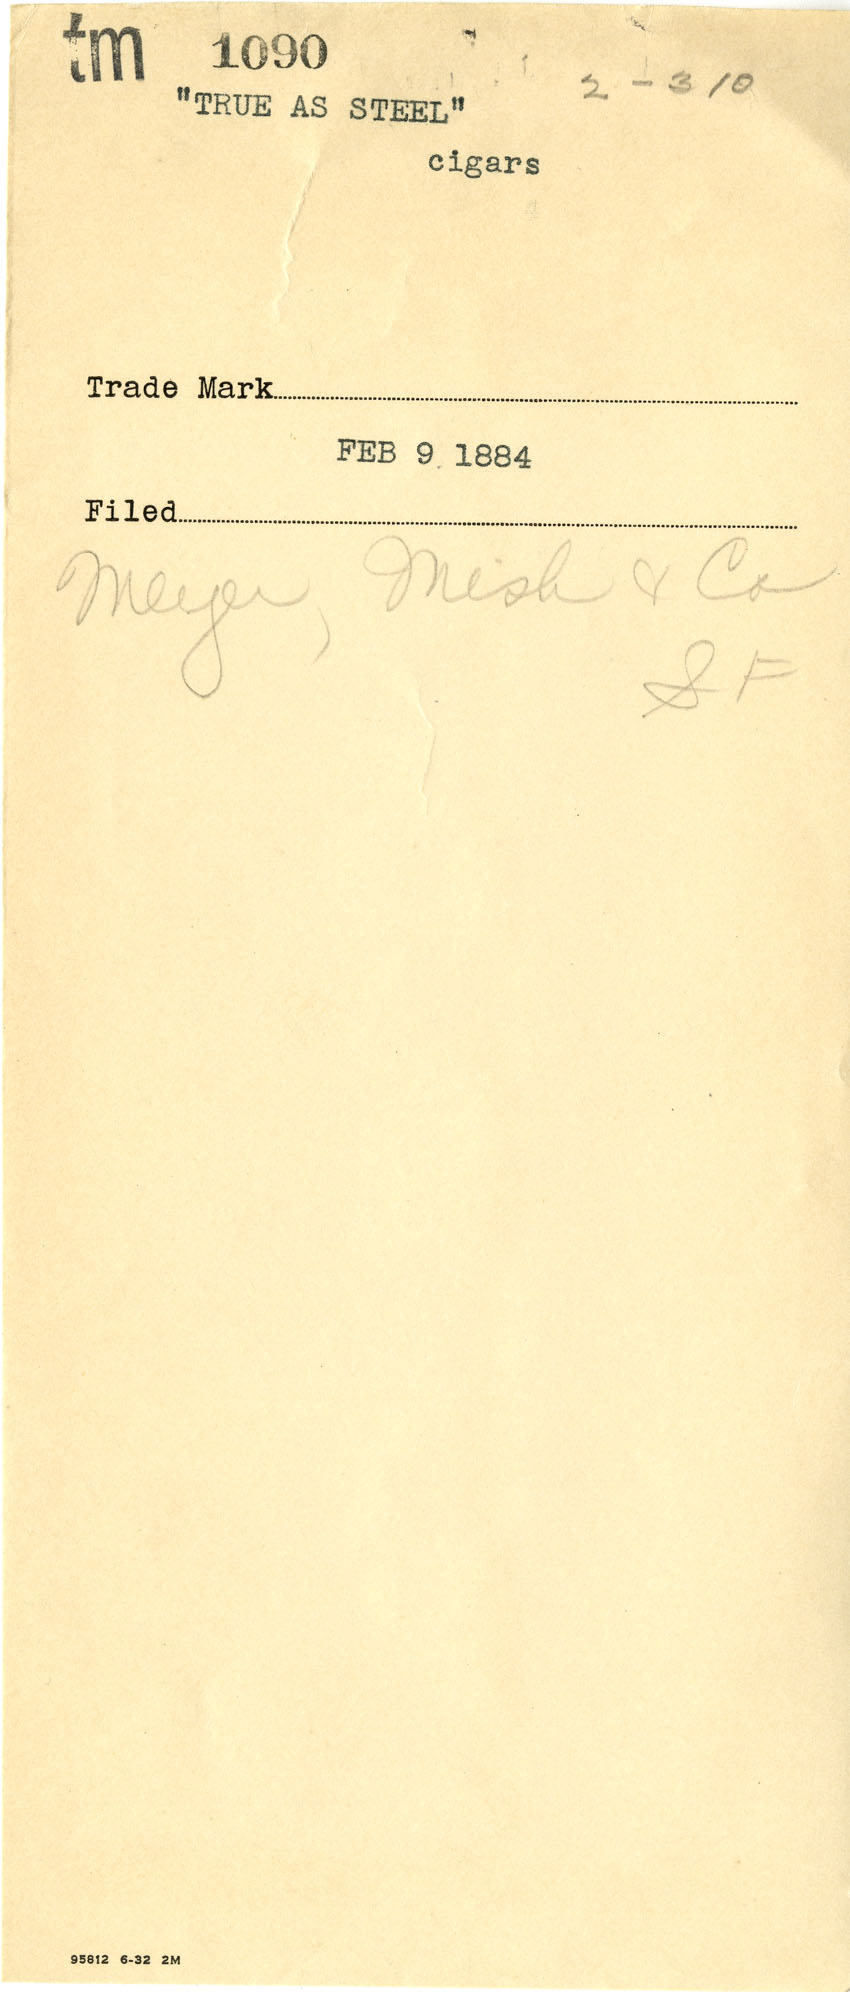 tm 1090
2-310
"TRUE AS STEEL"
cigars
Trade Mark
FEB 9 1884
Filed
Meyer, Mish & Co
SF
95812 6-32 2M